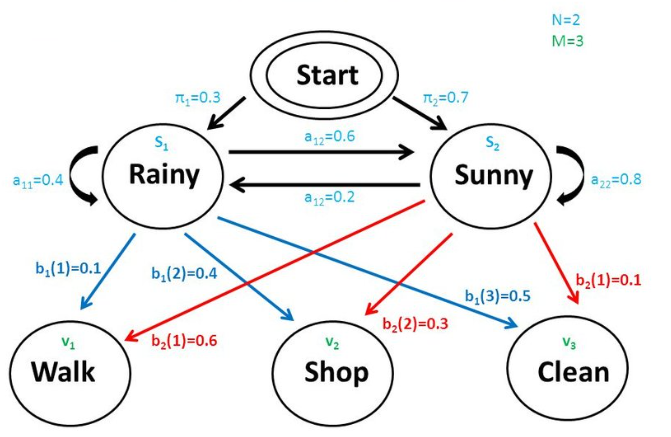 N=2
M=3
Start
π₁=0.3
π₂=0.7
a₁₂=0.6
S₁
Rainy
S₂
Sunny
a₁₁=0.4
a₂₂=0.8
a₁₂=0.2
b₁(1)=0.1
b₁(2)=0.4
b₁(3)=0.5
b₂(1)=0.1
b₂(1)=0.6
b₂(2)=0.3
v₁
Walk
v₂
Shop
v₃
Clean